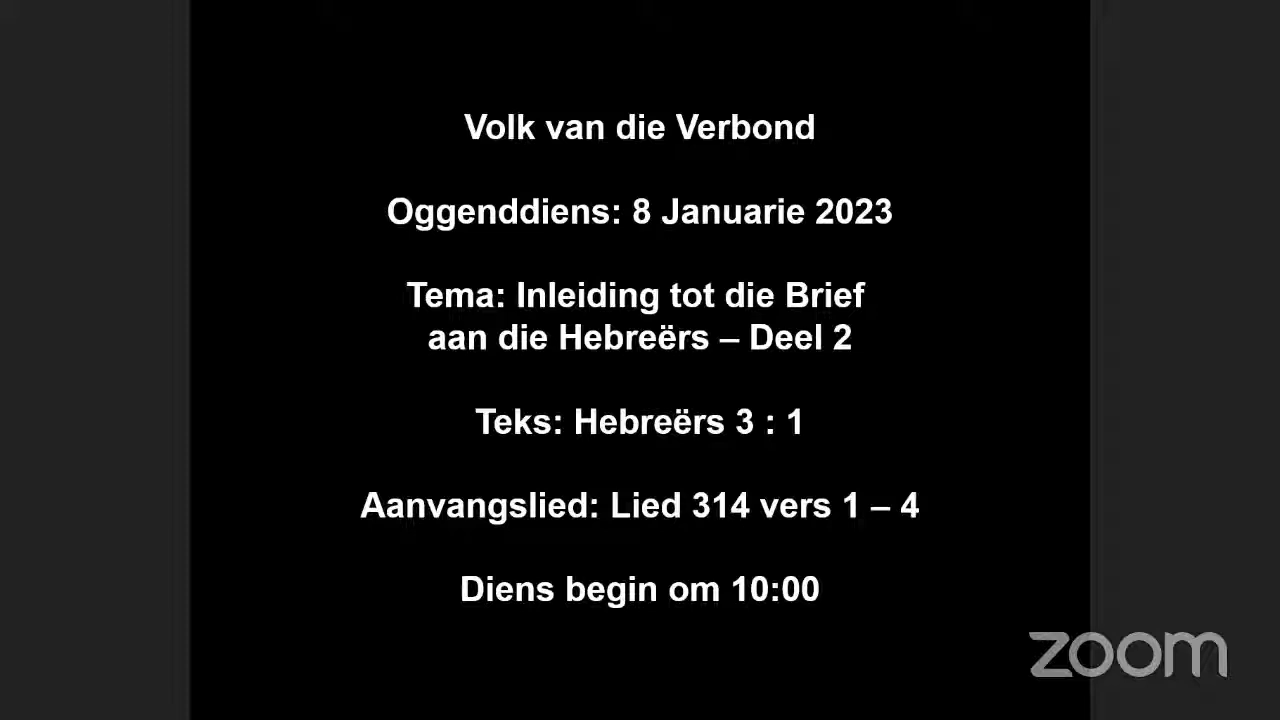 Volk van die Verbond
Oggenddiens: 8 Januarie 2023
Tema: Inleiding tot die Brief
aan die Hebreërs – Deel 2
Teks: Hebreërs 3 : 1
Aanvangslied: Lied 314 vers 1 – 4
Diens begin om 10:00
zoom